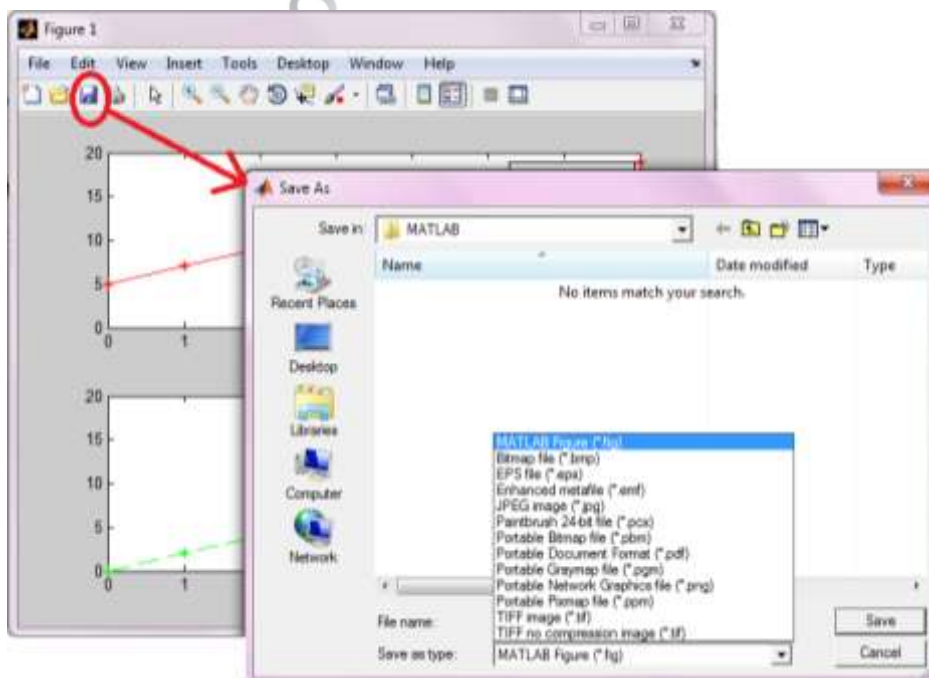 Figure 1
File Edit View Insert Tools Desktop Window Help
20
15
10
5
0
0 1
20
15
10
5
0
0 1
Save As
Save in: MATLAB
Name Date modified Type
No items match your search.
Recent Places
Desktop
Libraries
Computer
Network
MATLAB Figure (*.fig)
Bitmap file (*.bmp)
EPS file (*.eps)
Enhanced metafile (*.emf)
JPEG image (*.jpg)
Paintbrush 24-bit file (*.pcx)
Portable Bitmap file (*.pbm)
Portable Document Format (*.pdf)
Portable Graymap file (*.pgm)
Portable Network Graphics file (*.png)
Portable Pixmap file (*.ppm)
TIFF image (*.tif)
TIFF no compression image (*.tif)
File name: Save
Save as type: MATLAB Figure (*.fig) Cancel